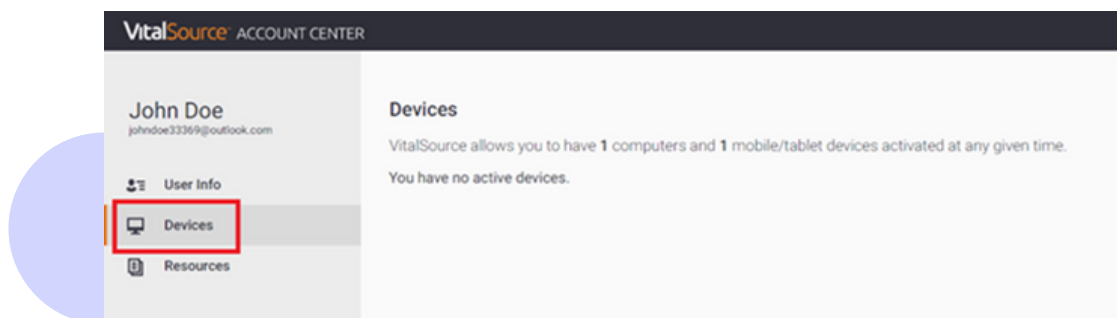 VitalSource ACCOUNT CENTER
John Doe
johndoe33369@outlook.com
User Info
Devices
Resources
Devices
VitalSource allows you to have 1 computers and 1 mobile/tablet devices activated at any given time.
You have no active devices.